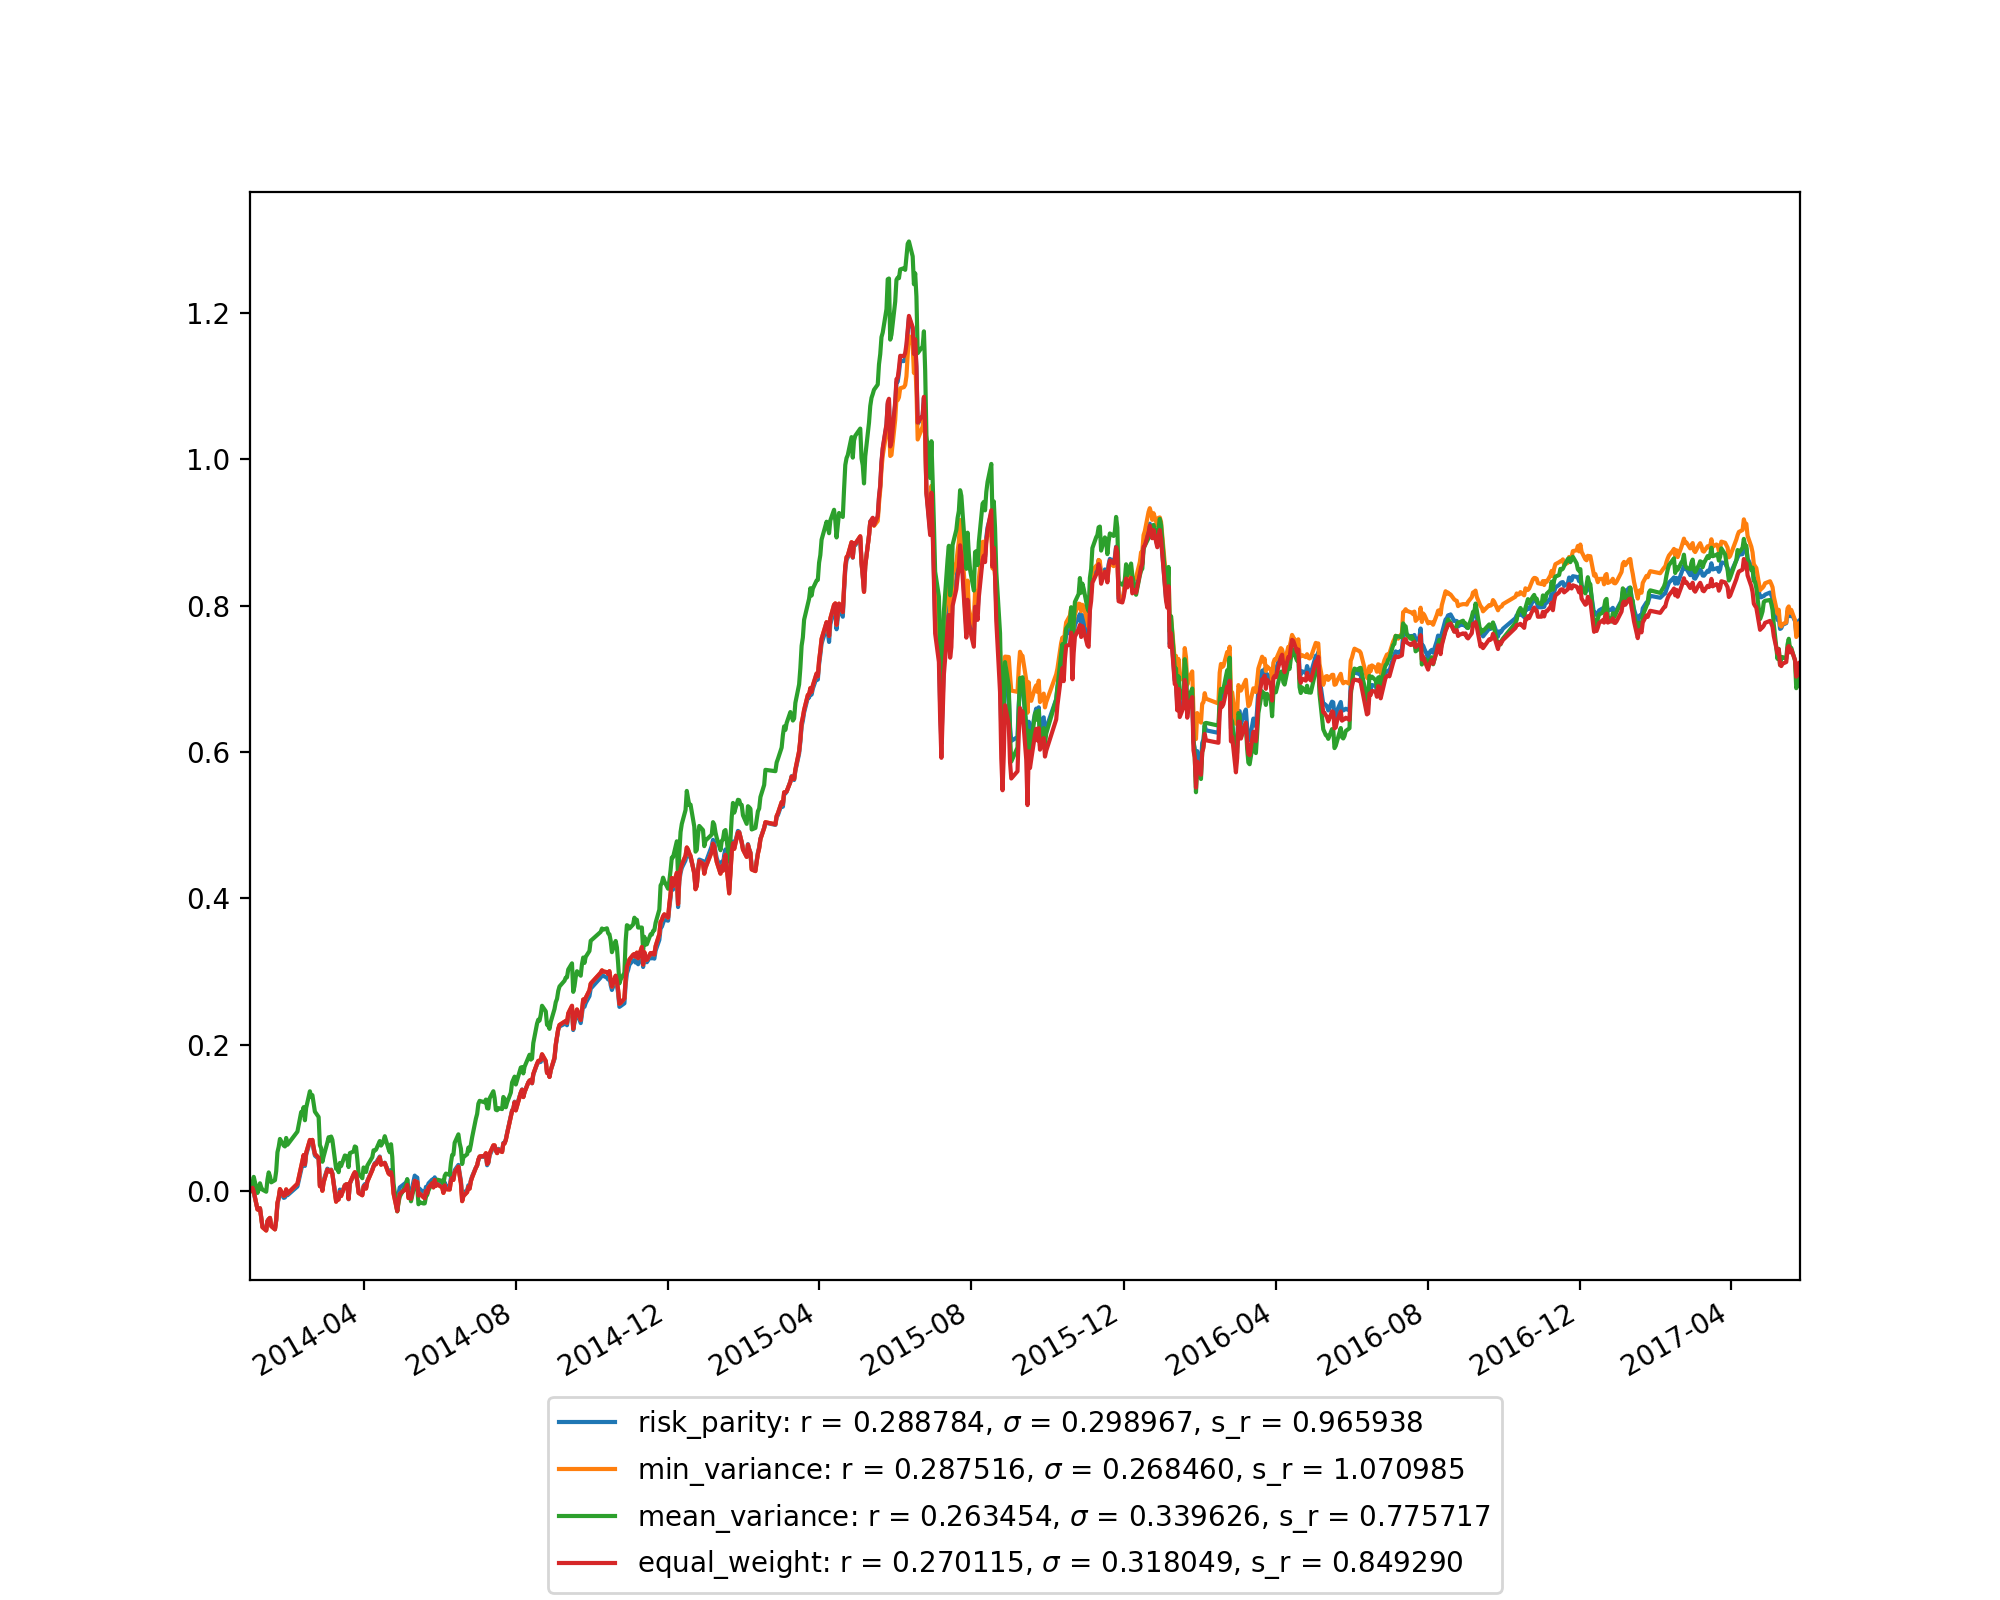 1.2
1.0
0.8
0.6
0.4
0.2
0.0
2014-04 2014-08 2014-12 2015-04 2015-08 2015-12 2016-04 2016-08 2016-12 2017-04
risk_parity: r = 0.288784, σ = 0.298967, s_r = 0.965938
min_variance: r = 0.287516, σ = 0.268460, s_r = 1.070985
mean_variance: r = 0.263454, σ = 0.339626, s_r = 0.775717
equal_weight: r = 0.270115, σ = 0.318049, s_r = 0.849290